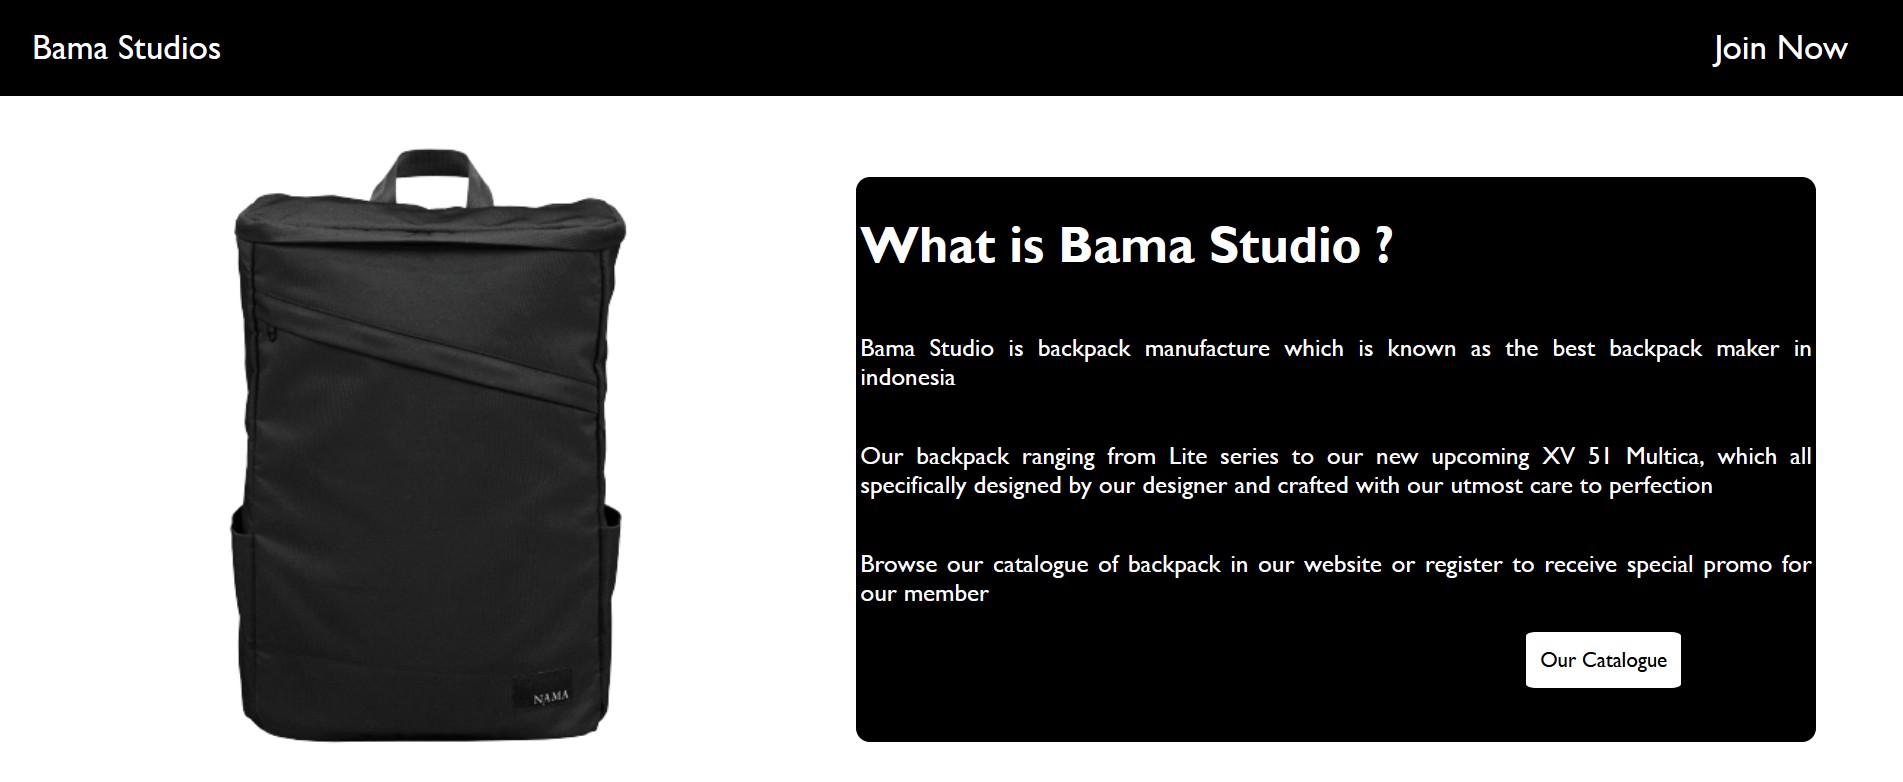 Bama Studios
Join Now
What is Bama Studio ?
Bama Studio is backpack manufacture which is known as the best backpack maker in
indonesia
Our backpack ranging from Lite series to our new upcoming XV 51 Multica, which all
specifically designed by our designer and crafted with our utmost care to perfection
Browse our catalogue of backpack in our website or register to receive special promo for
our member
Our Catalogue
NAMA